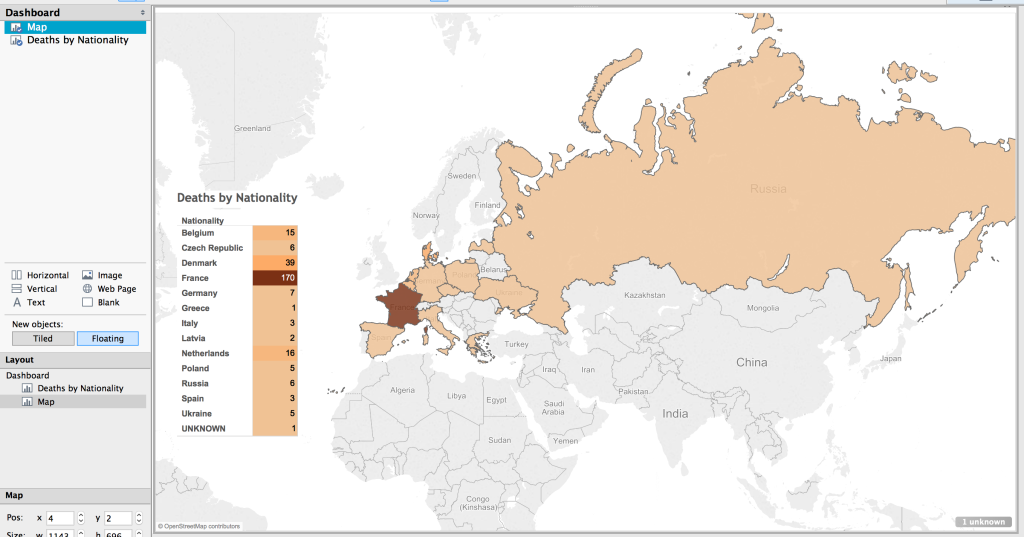 Dashboard
Map
Deaths by Nationality
Horizontal
Image
Vertical
Web Page
Text
Blank
New objects:
Tiled
Floating
Layout
Dashboard
Deaths by Nationality
Map
Map
Pos: x 4 y 2
Size: w 1143 h 696
Deaths by Nationality
Nationality
Belgium 15
Czech Republic 6
Denmark 39
France 170
Germany 7
Greece 1
Italy 3
Latvia 2
Netherlands 16
Poland 5
Russia 6
Spain 3
Ukraine 5
UNKNOWN 1
Greenland
Sweden
Finland
Norway
Russia
Belarus
Poland
Ukraine
France
Kazakhstan
Mongolia
Turkey
China
Japan
Iraq
Iran
Algeria
Libya
Egypt
Pakistan
Saudi
Arabia
India
Sudan
Yemen
Congo
(Kinshasa)
© OpenStreetMap contributors
1 unknown